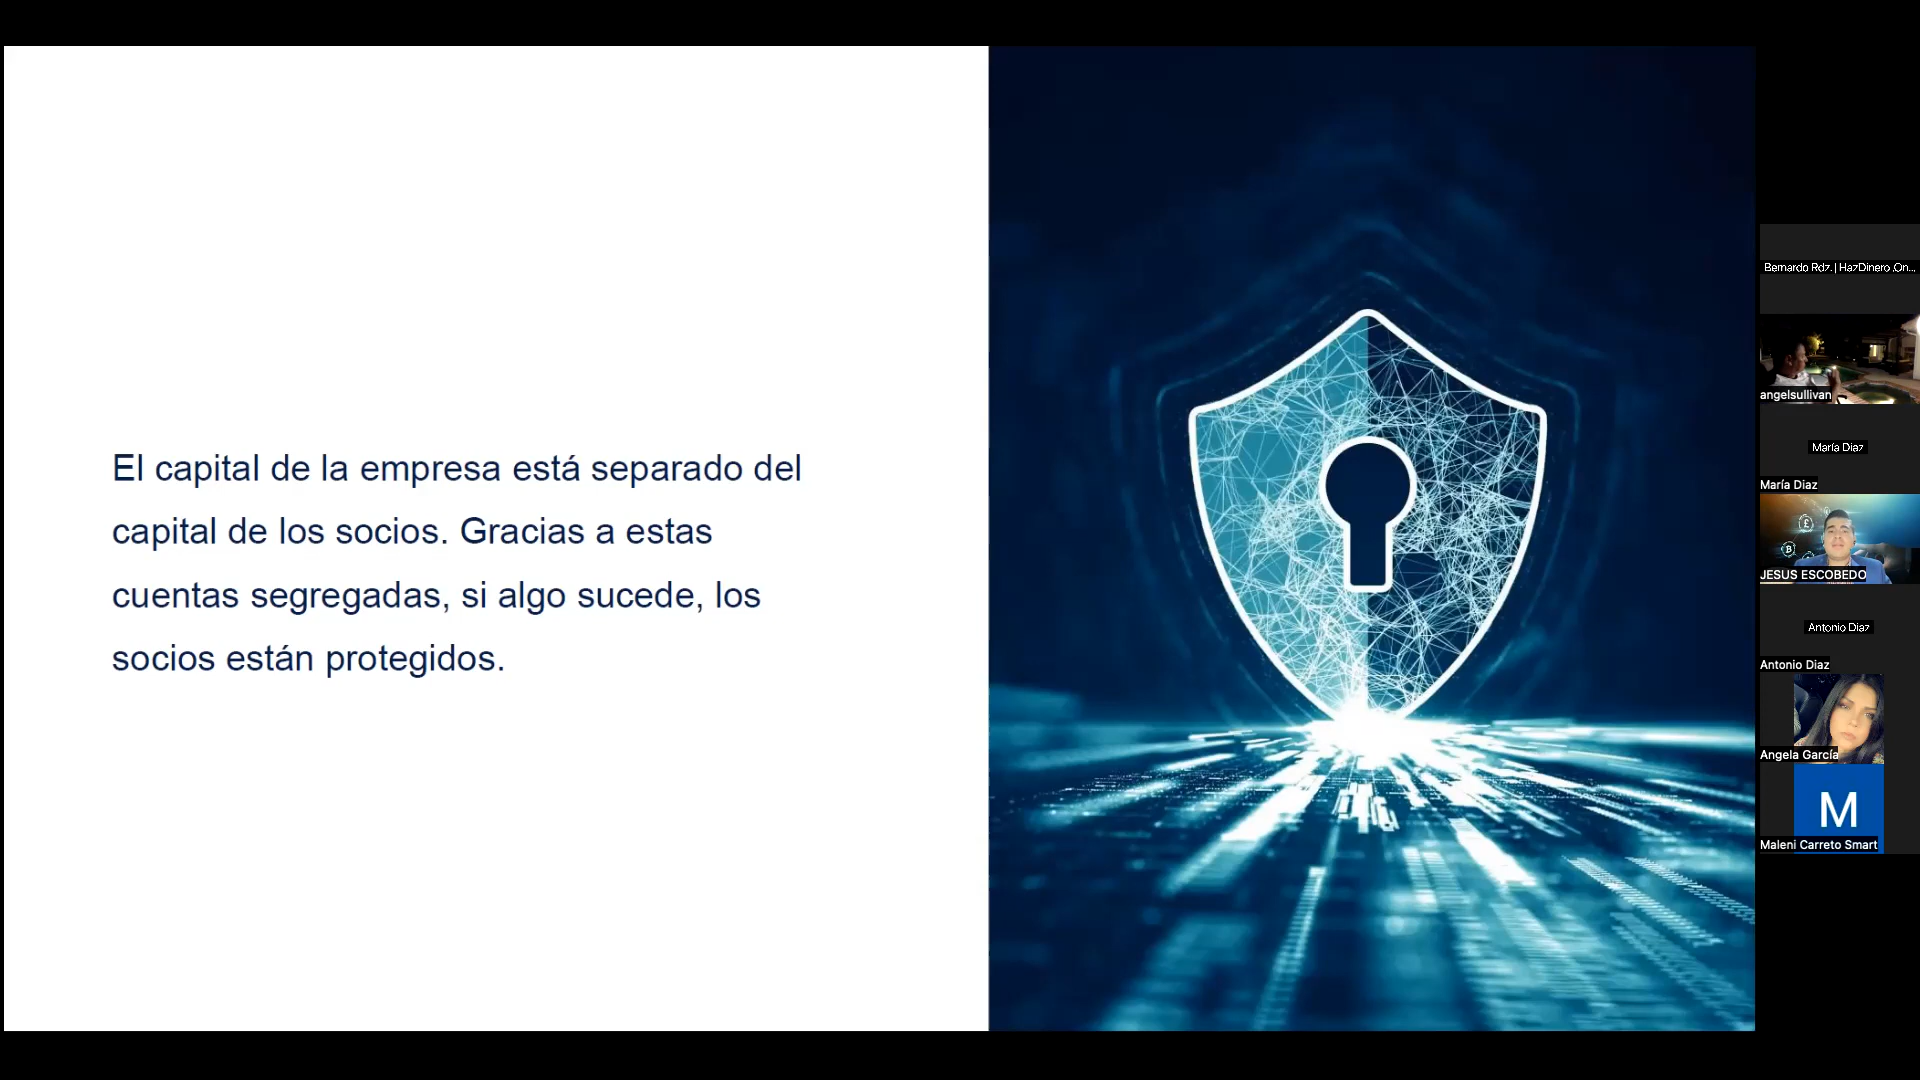 El capital de la empresa está separado del
capital de los socios. Gracias a estas
cuentas segregadas, si algo sucede, los
socios están protegidos.
Bernardo Rdz. | HazDinero .On...
angelsullivan
María Diaz
María Diaz
JESUS ESCOBEDO
Antonio Diaz
Antonio Diaz
Angela García
M
Maleni Carreto Smart